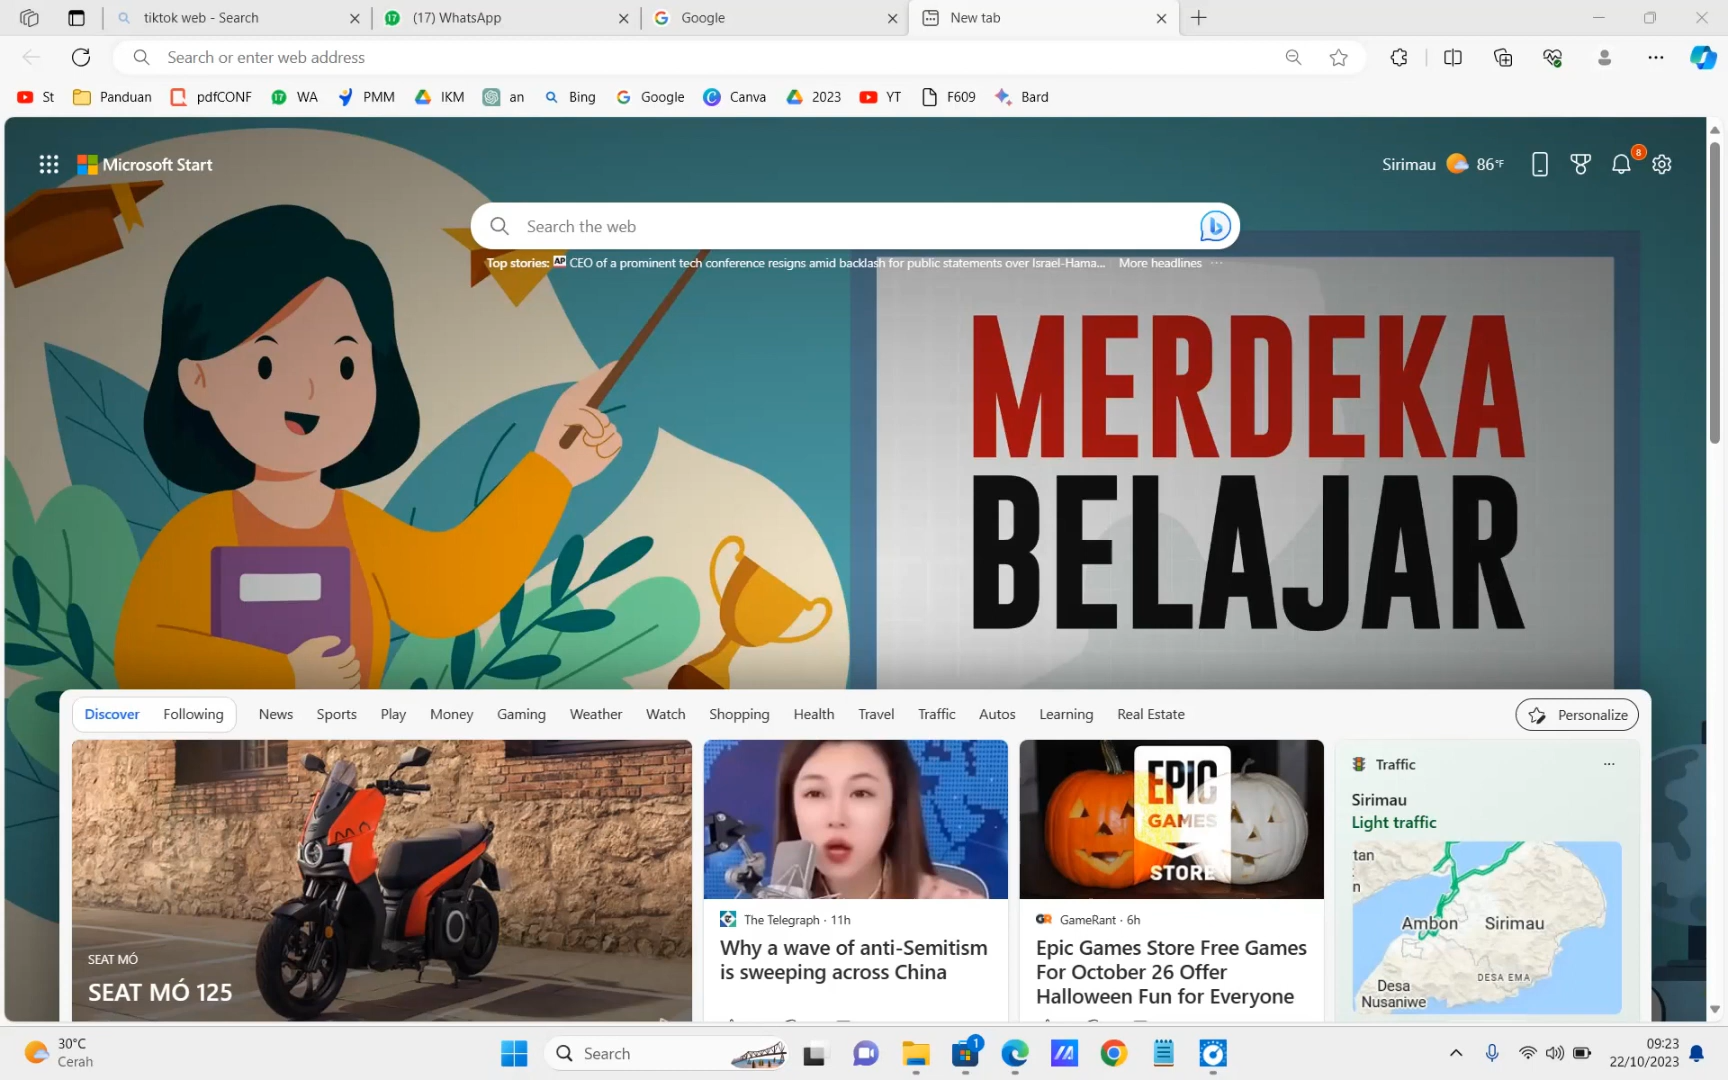 tiktok web - Search
(17) WhatsApp
Google
New tab
Search or enter web address
St
Panduan
pdfCONF
WA
PMM
IKM
an
Bing
Google
Canva
2023
YT
F609
Bard
Microsoft Start
Sirimau
86°F
8
Search the web
Top stories: AP CEO of a prominent tech conference resigns amid backlash for public statements over Israel-Hama...
More headlines
MERDEKA
BELAJAR
Discover
Following
News
Sports
Play
Money
Gaming
Weather
Watch
Shopping
Health
Travel
Traffic
Autos
Learning
Real Estate
Personalize
SEAT MÓ
SEAT MÓ 125
The Telegraph · 11h
Why a wave of anti-Semitism
is sweeping across China
EPIC
GAMES
STORE
GR GameRant · 6h
Epic Games Store Free Games
For October 26 Offer
Halloween Fun for Everyone
Traffic
Sirimau
Light traffic
tan
n
Ambon
Sirimau
DESA EMA
Desa
Nusaniwe
30°C
Cerah
Search
1
09:23
22/10/2023